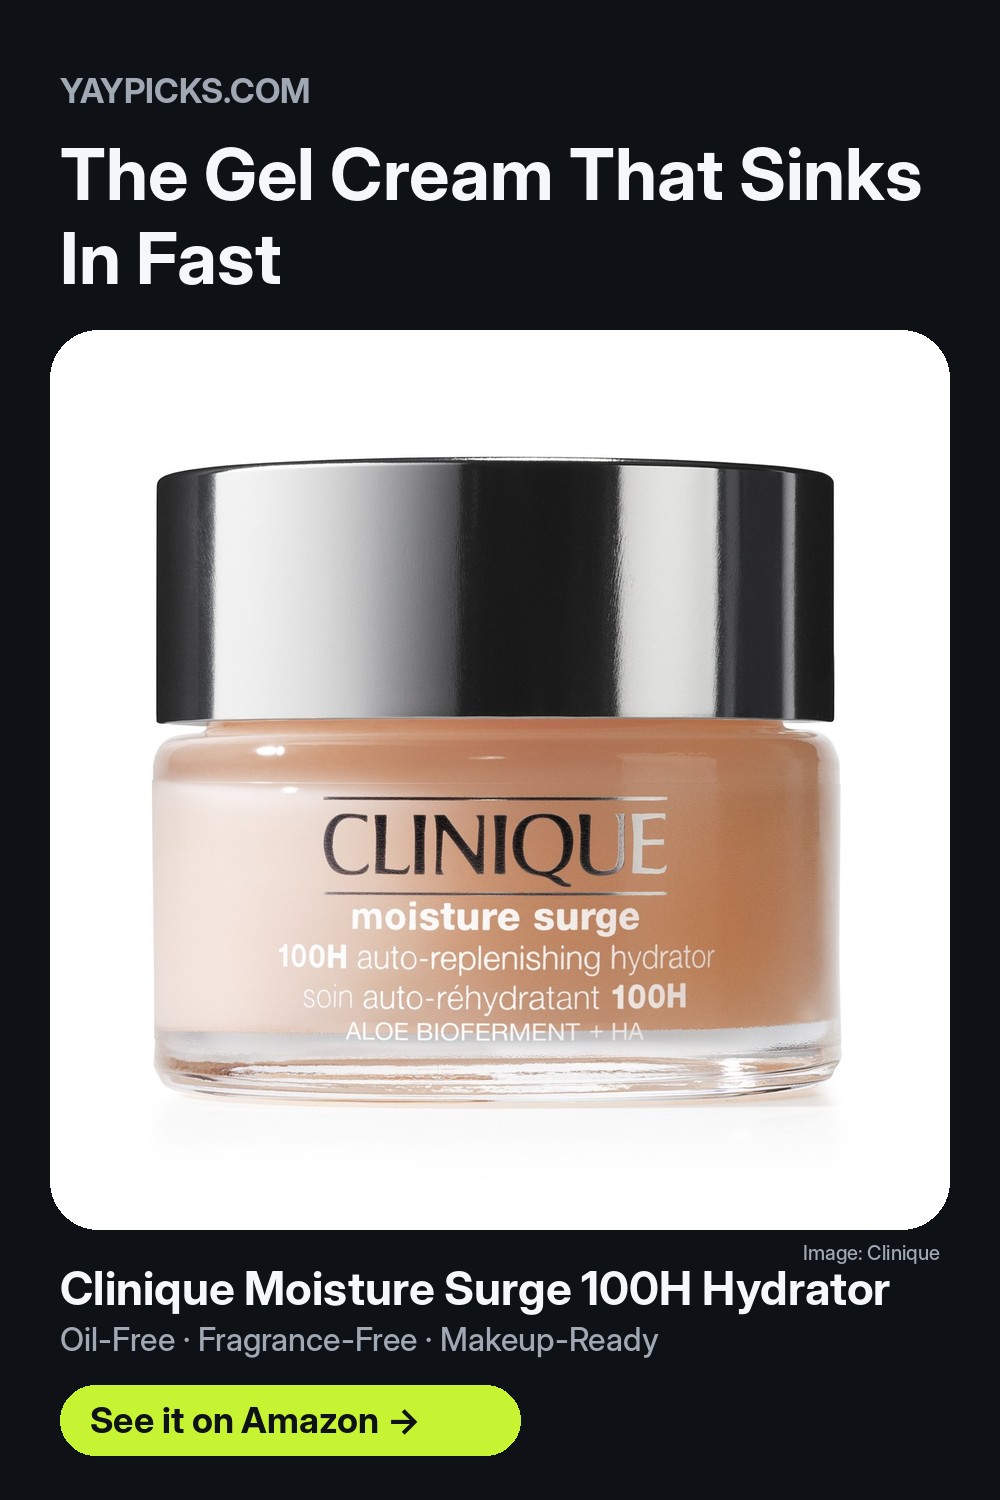 YAYPICKS.COM
The Gel Cream That Sinks
In Fast
CLINIQUE
moisture surge
100H auto-replenishing hydrator
soin auto-réhydratant 100H
ALOE BIOFERMENT + HA
Image: Clinique
Clinique Moisture Surge 100H Hydrator
Oil-Free · Fragrance-Free · Makeup-Ready
See it on Amazon →